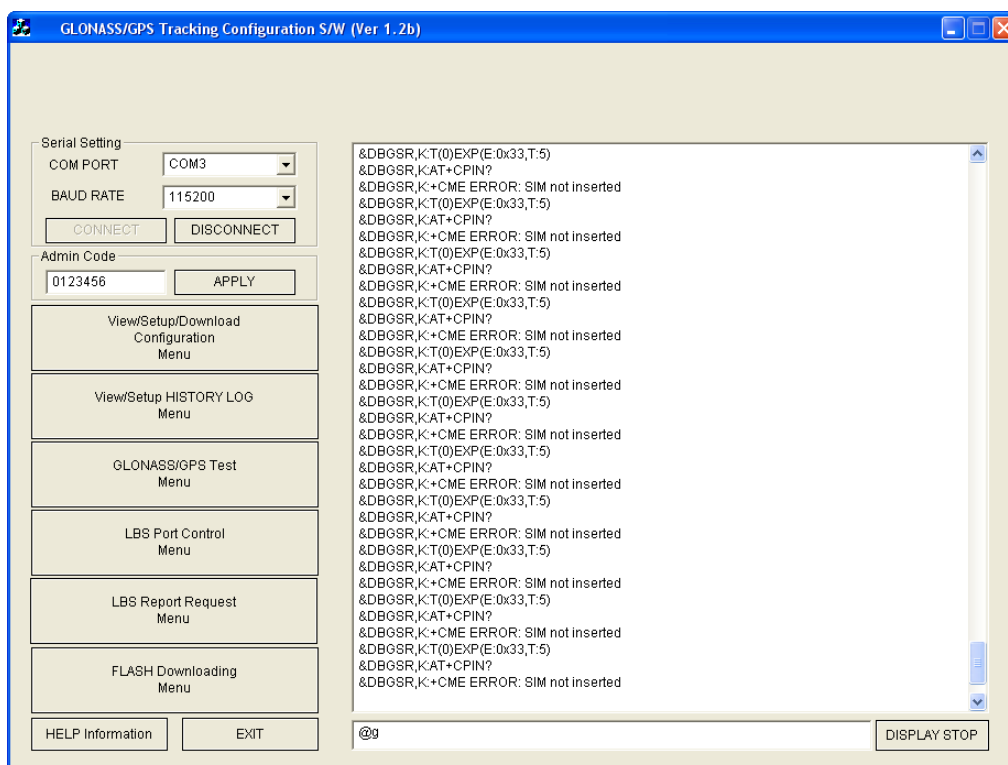 GLONASS/GPS Tracking Configuration S/W (Ver 1.2b)
Serial Setting
COM PORT
COM3
BAUD RATE
115200
CONNECT
DISCONNECT
Admin Code
0123456
APPLY
View/Setup/Download
Configuration
Menu
View/Setup HISTORY LOG
Menu
GLONASS/GPS Test
Menu
LBS Port Control
Menu
LBS Report Request
Menu
FLASH Downloading
Menu
HELP Information
EXIT
&DBGSR,K:T(0)EXP(E:0x33,T:5)
&DBGSR,K:AT+CPIN?
&DBGSR,K:+CME ERROR: SIM not inserted
&DBGSR,K:T(0)EXP(E:0x33,T:5)
&DBGSR,K:AT+CPIN?
&DBGSR,K:+CME ERROR: SIM not inserted
&DBGSR,K:T(0)EXP(E:0x33,T:5)
&DBGSR,K:AT+CPIN?
&DBGSR,K:+CME ERROR: SIM not inserted
&DBGSR,K:T(0)EXP(E:0x33,T:5)
&DBGSR,K:AT+CPIN?
&DBGSR,K:+CME ERROR: SIM not inserted
&DBGSR,K:T(0)EXP(E:0x33,T:5)
&DBGSR,K:AT+CPIN?
&DBGSR,K:+CME ERROR: SIM not inserted
&DBGSR,K:T(0)EXP(E:0x33,T:5)
&DBGSR,K:AT+CPIN?
&DBGSR,K:+CME ERROR: SIM not inserted
&DBGSR,K:T(0)EXP(E:0x33,T:5)
&DBGSR,K:AT+CPIN?
&DBGSR,K:+CME ERROR: SIM not inserted
&DBGSR,K:T(0)EXP(E:0x33,T:5)
&DBGSR,K:AT+CPIN?
&DBGSR,K:+CME ERROR: SIM not inserted
&DBGSR,K:T(0)EXP(E:0x33,T:5)
&DBGSR,K:AT+CPIN?
&DBGSR,K:+CME ERROR: SIM not inserted
&DBGSR,K:T(0)EXP(E:0x33,T:5)
&DBGSR,K:AT+CPIN?
&DBGSR,K:+CME ERROR: SIM not inserted
&DBGSR,K:T(0)EXP(E:0x33,T:5)
&DBGSR,K:AT+CPIN?
&DBGSR,K:+CME ERROR: SIM not inserted
@g
DISPLAY STOP